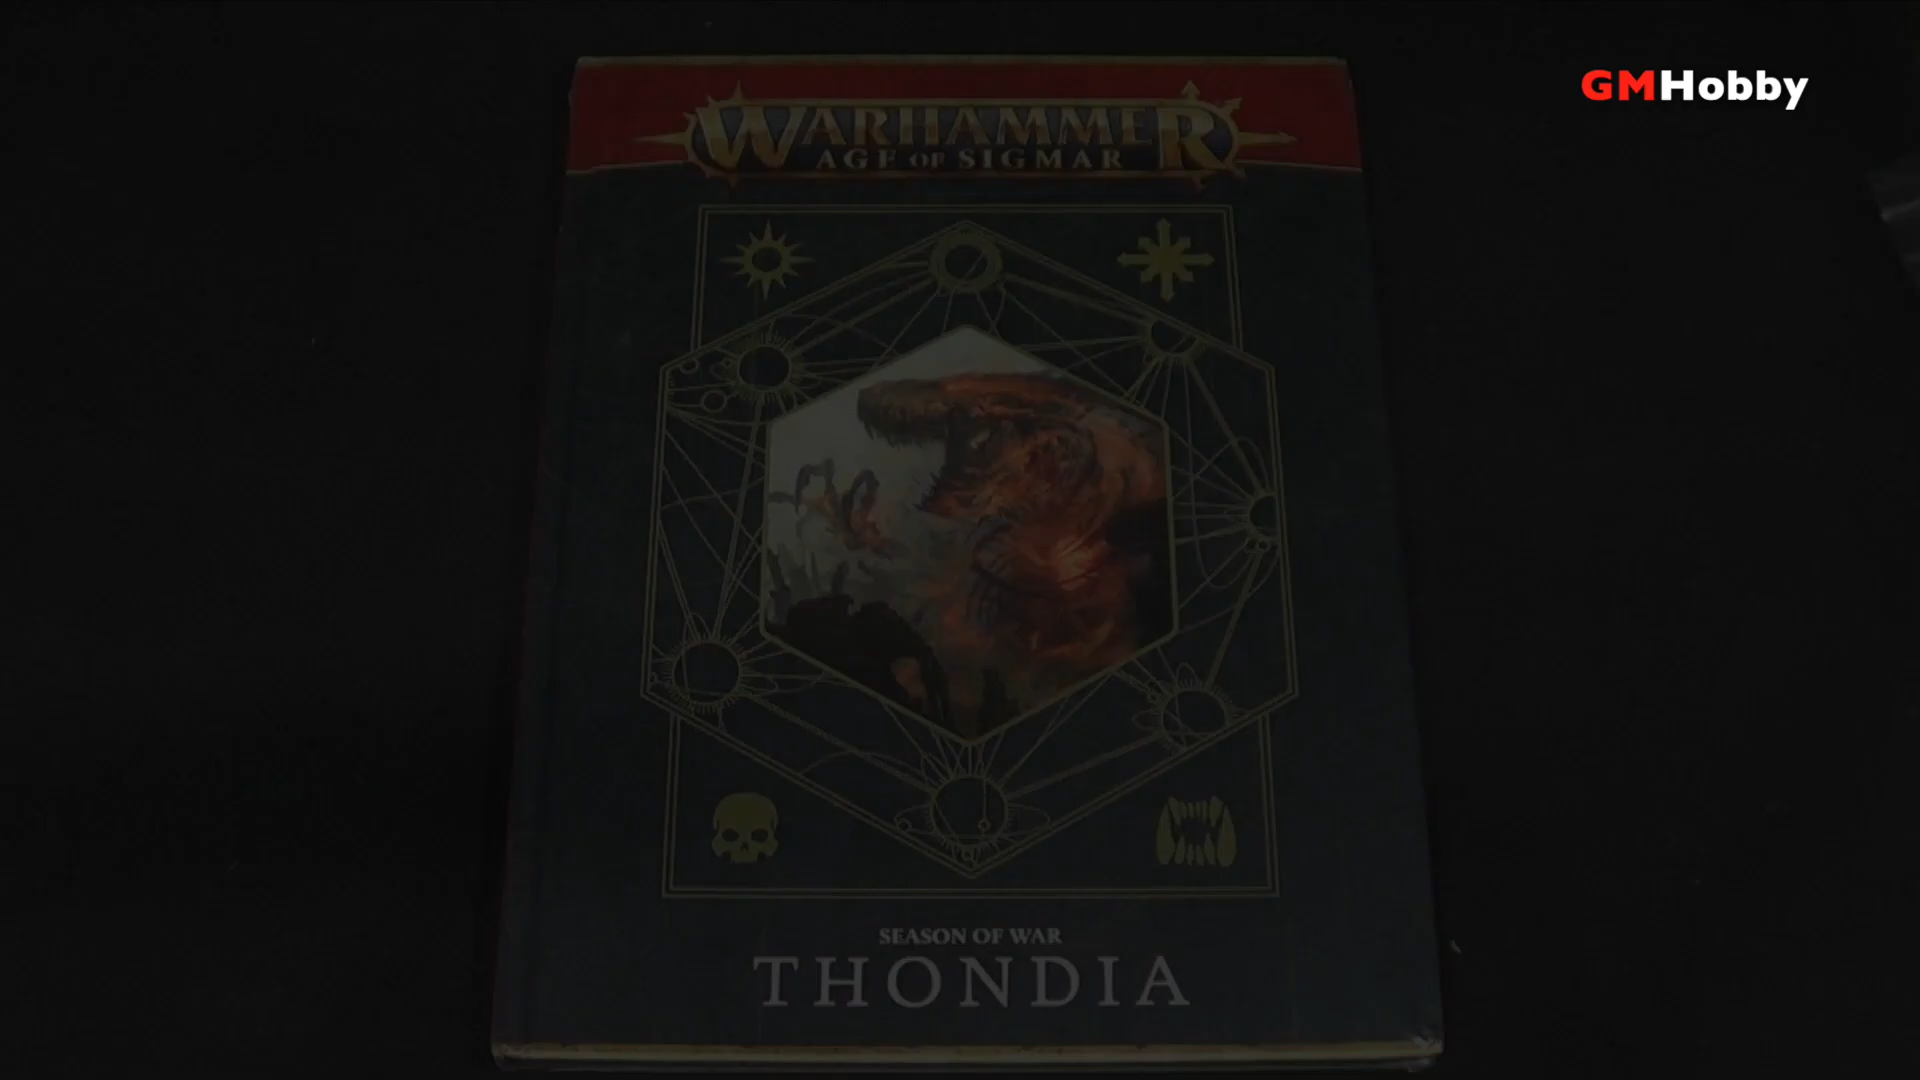 GMHobby
WARHAMMER
AGE OF SIGMAR
SEASON OF WAR
THONDIA